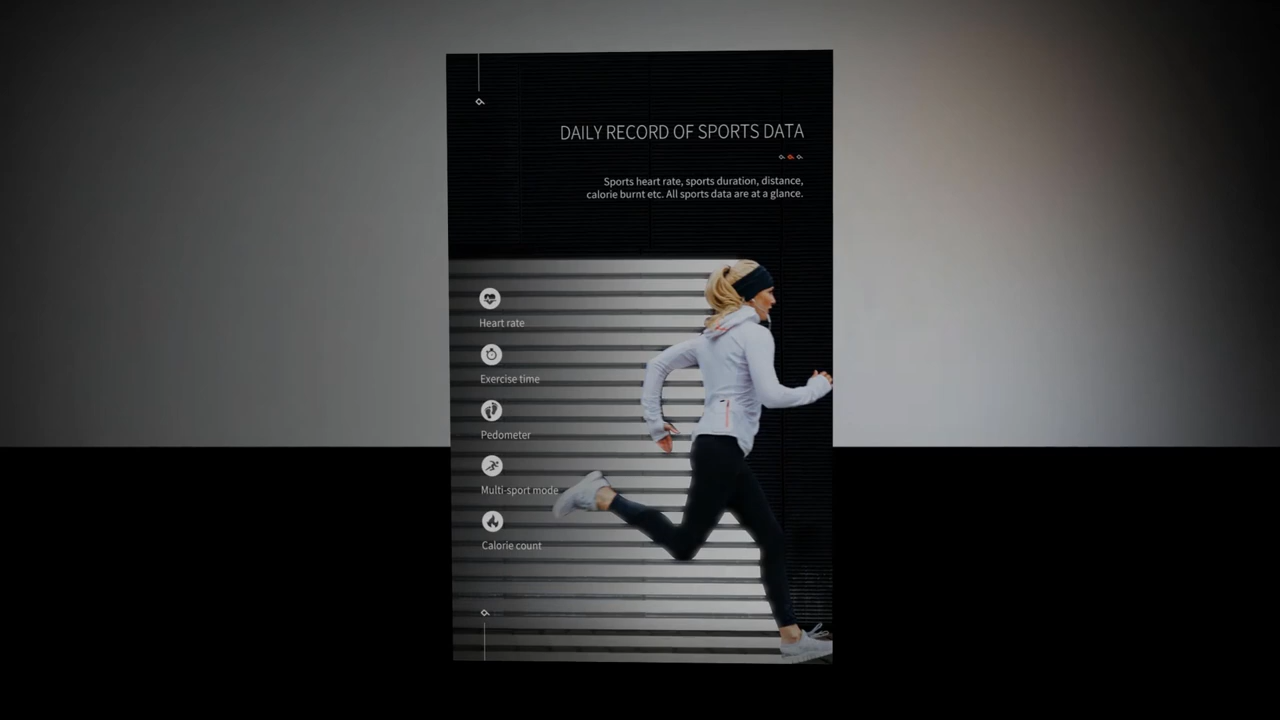 DAILY RECORD OF SPORTS DATA
Sports heart rate, sports duration, distance,
calorie burnt etc. All sports data are at a glance.
Heart rate
Exercise time
Pedometer
Multi-sport mode
Calorie count